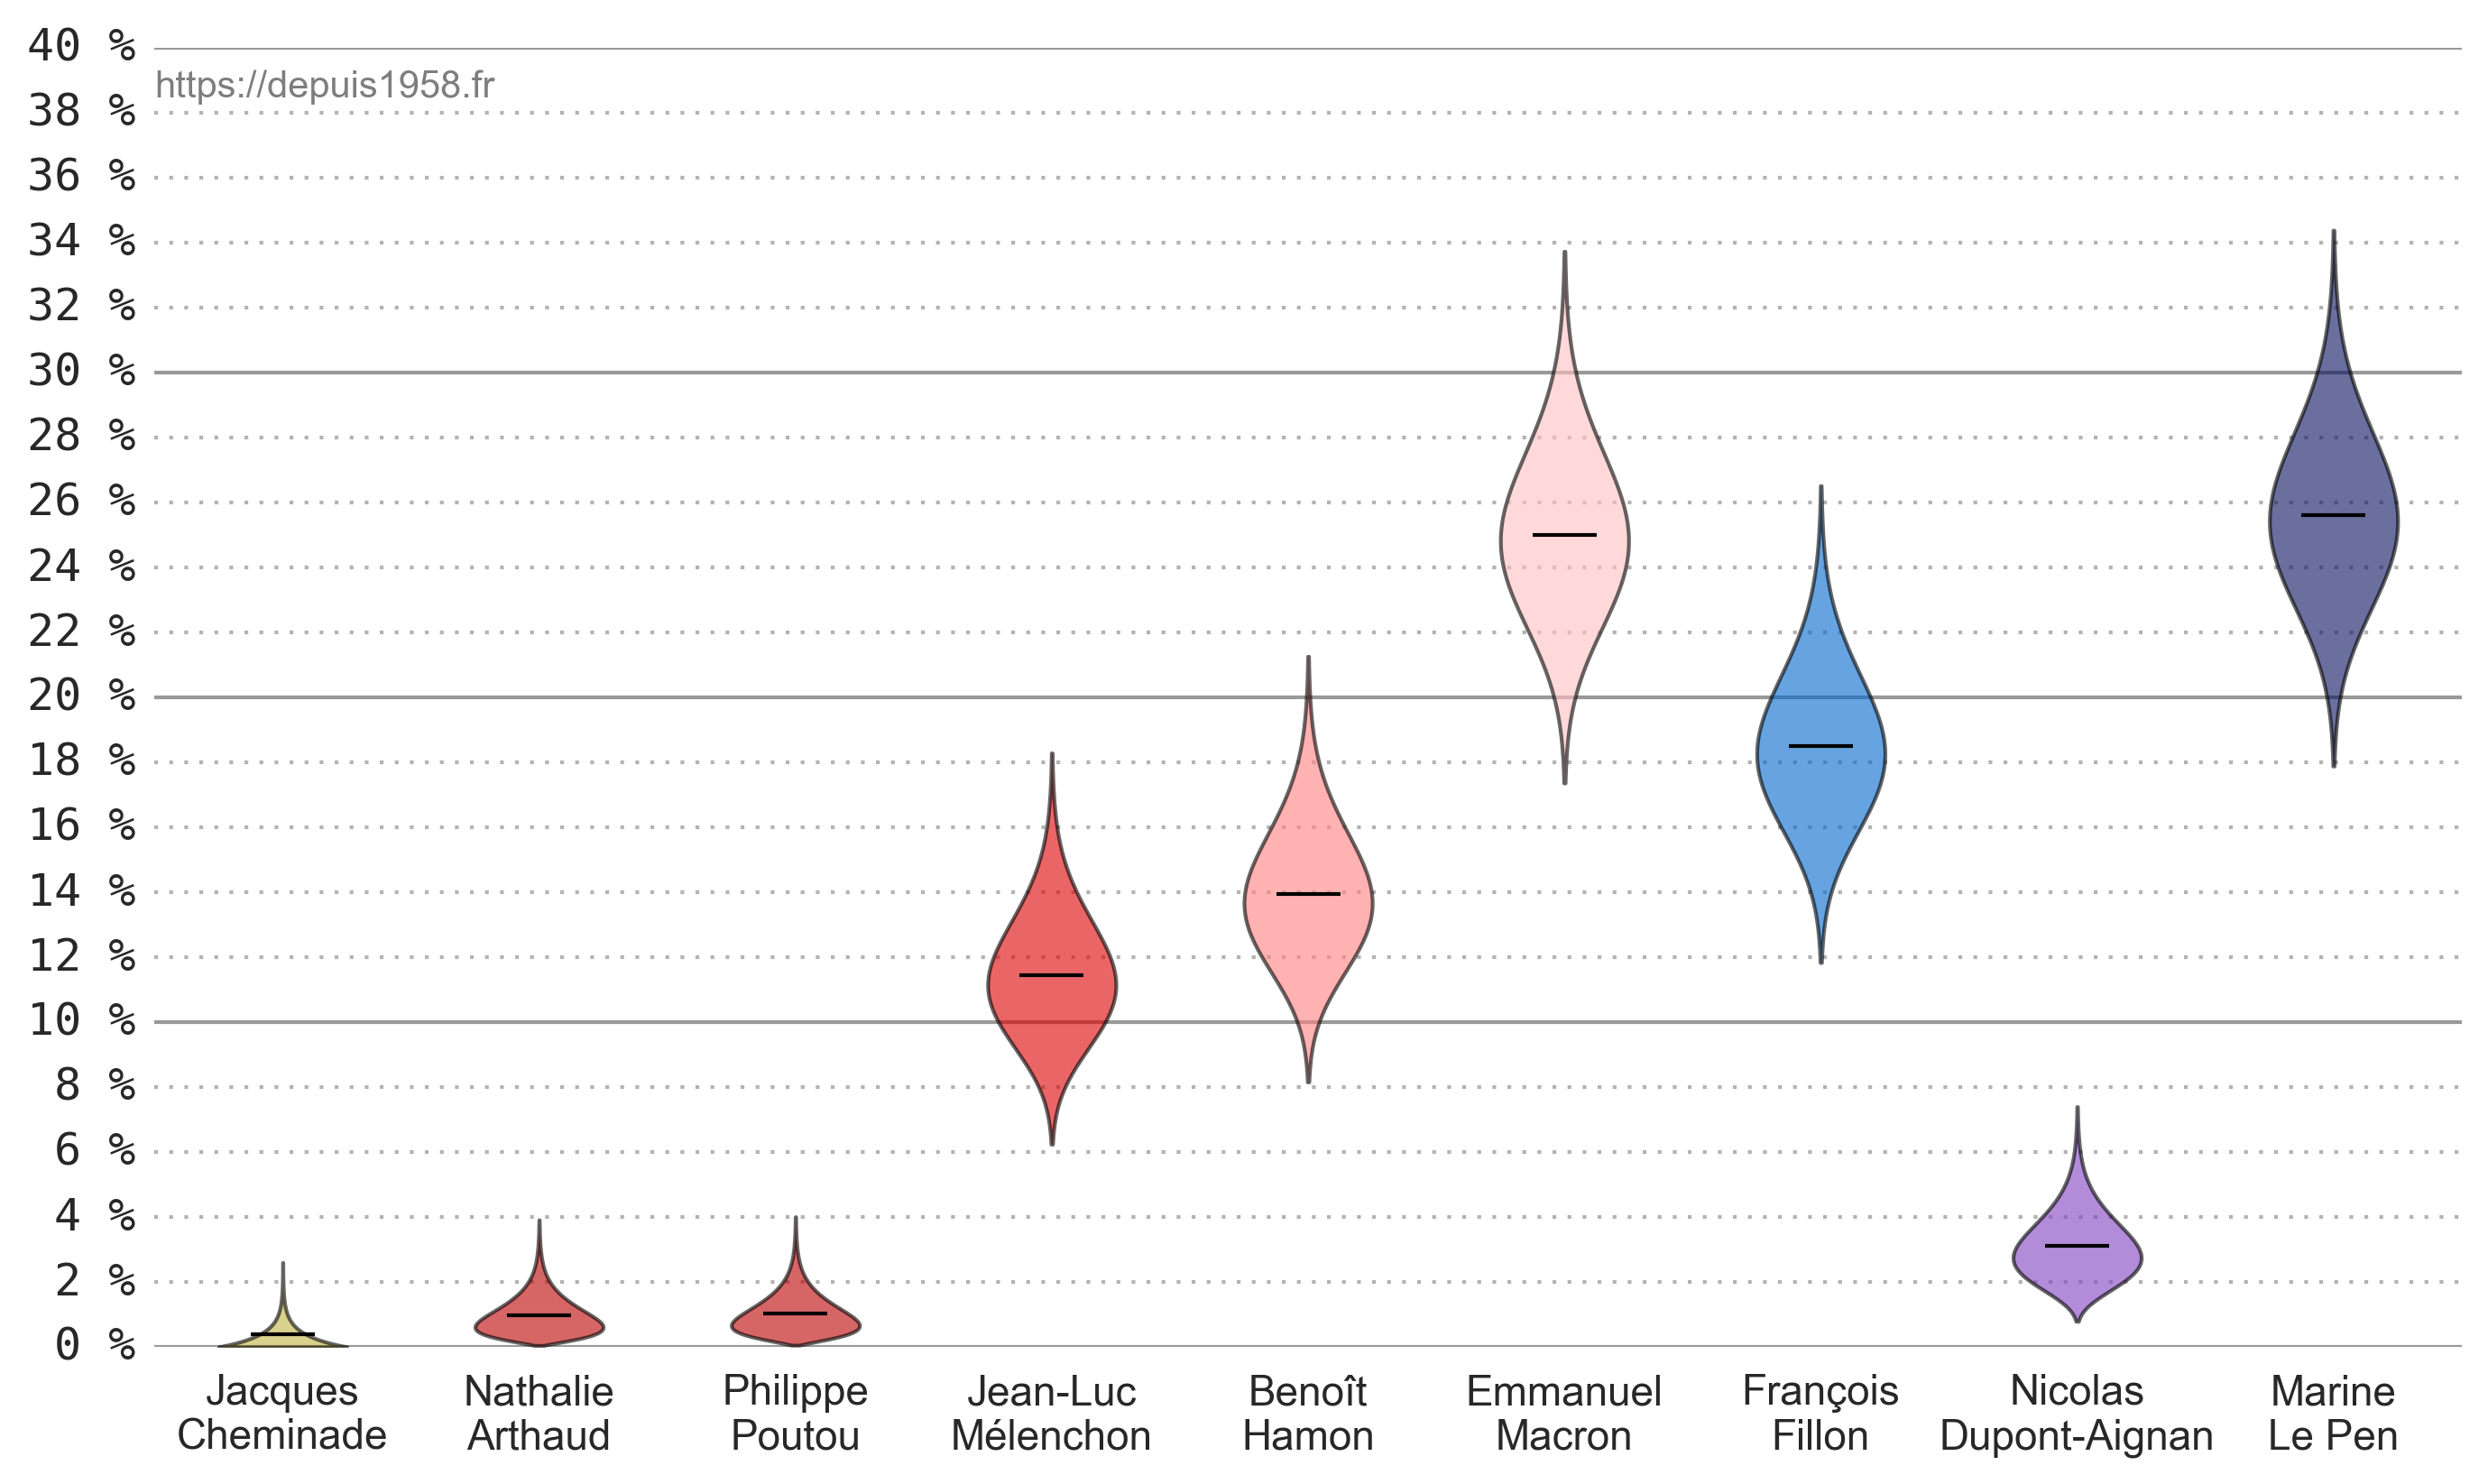 40 %
https://depuis1958.fr
38 %
36 %
34 %
32 %
30 %
28 %
26 %
24 %
22 %
20 %
18 %
16 %
14 %
12 %
10 %
8 %
6 %
4 %
2 %
0 %
Jacques
Cheminade
Nathalie
Arthaud
Philippe
Poutou
Jean-Luc
Mélenchon
Benoît
Hamon
Emmanuel
Macron
François
Fillon
Nicolas
Dupont-Aignan
Marine
Le Pen